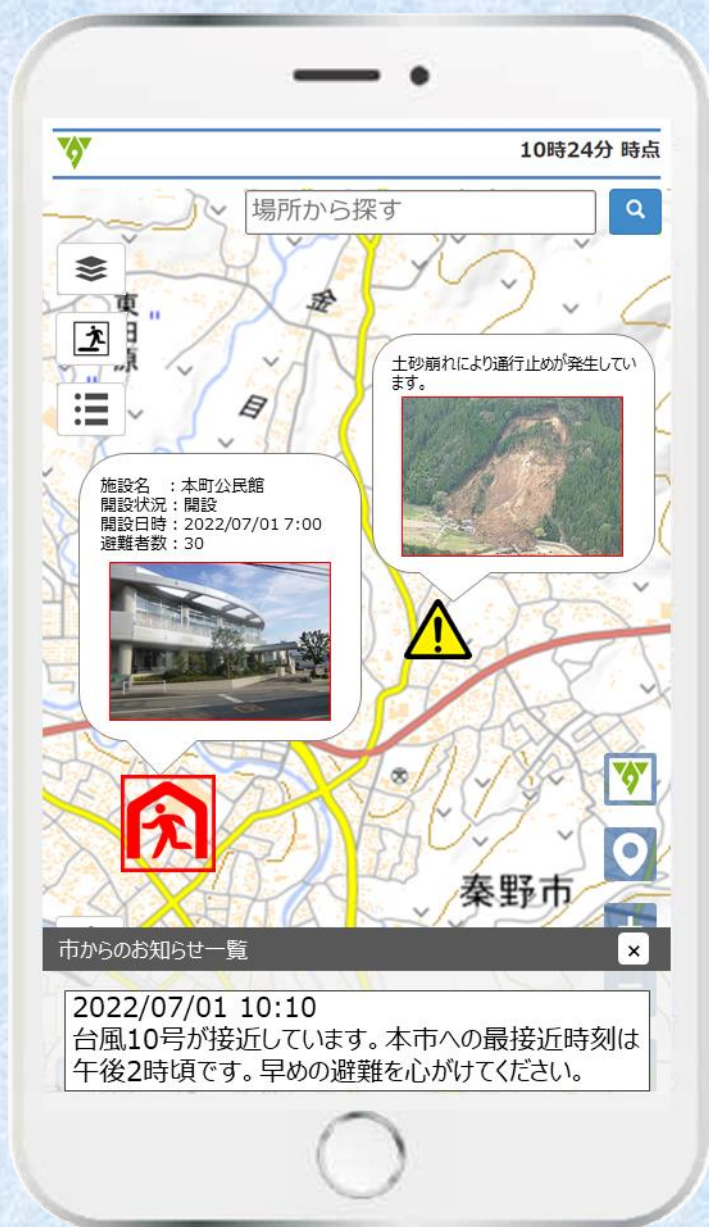 10時24分 時点
場所から探す
東田原
金目
土砂崩れにより通行止めが発生してい
ます。
施設名 :本町公民館
開設状況:開設
開設日時:2022/07/01 7:00
避難者数:30
秦野市
市からのお知らせ一覧
2022/07/01 10:10
台風10号が接近しています。本市への最接近時刻は
午後2時頃です。早めの避難を心がけてください。